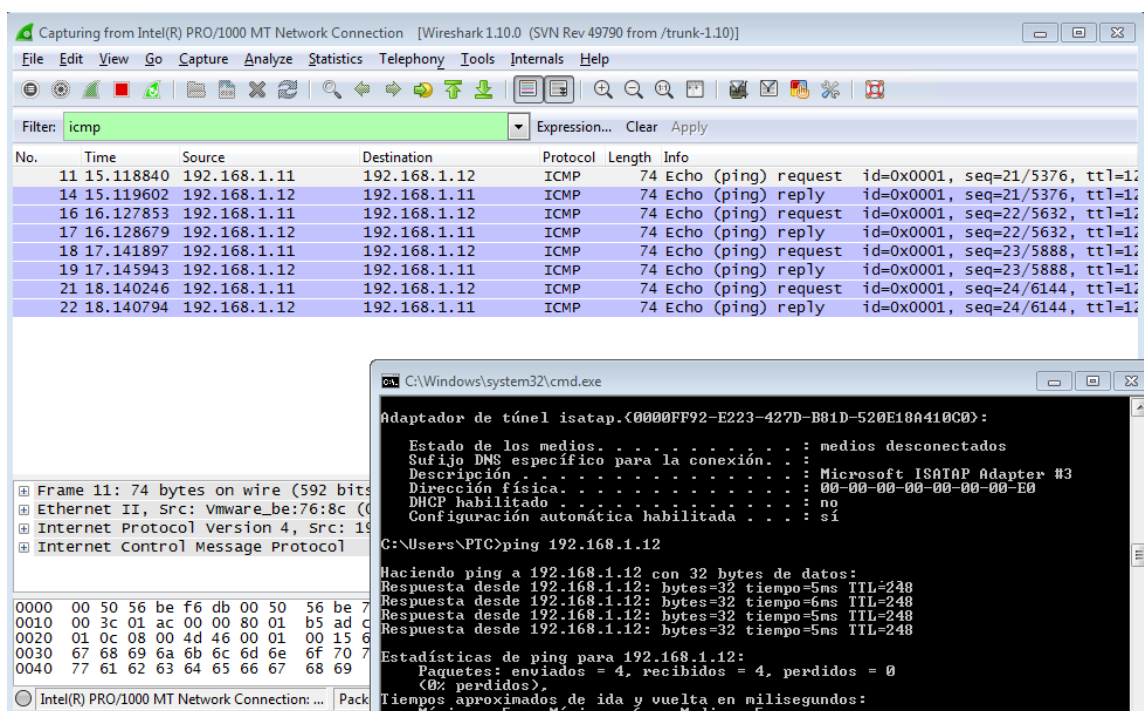 Capturing from Intel(R) PRO/1000 MT Network Connection [Wireshark 1.10.0 (SVN Rev 49790 from /trunk-1.10)]
File Edit View Go Capture Analyze Statistics Telephony Tools Internals Help
Filter: icmp Expression... Clear Apply
No. Time Source Destination Protocol Length Info
11 15.118840 192.168.1.11 192.168.1.12 ICMP 74 Echo (ping) request id=0x0001, seq=21/5376, ttl=12
14 15.119602 192.168.1.12 192.168.1.11 ICMP 74 Echo (ping) reply id=0x0001, seq=21/5376, ttl=12
16 16.127853 192.168.1.11 192.168.1.12 ICMP 74 Echo (ping) request id=0x0001, seq=22/5632, ttl=12
17 16.128679 192.168.1.12 192.168.1.11 ICMP 74 Echo (ping) reply id=0x0001, seq=22/5632, ttl=12
18 17.141897 192.168.1.11 192.168.1.12 ICMP 74 Echo (ping) request id=0x0001, seq=23/5888, ttl=12
19 17.145943 192.168.1.12 192.168.1.11 ICMP 74 Echo (ping) reply id=0x0001, seq=23/5888, ttl=12
21 18.140246 192.168.1.11 192.168.1.12 ICMP 74 Echo (ping) request id=0x0001, seq=24/6144, ttl=12
22 18.140794 192.168.1.12 192.168.1.11 ICMP 74 Echo (ping) reply id=0x0001, seq=24/6144, ttl=12
Frame 11: 74 bytes on wire (592 bits
Ethernet II, Src: Vmware_be:76:8c (
Internet Protocol Version 4, Src: 19
Internet Control Message Protocol
0000 00 50 56 be f6 db 00 50 56 be 7
0010 00 3c 01 ac 00 00 80 01 b5 ad c
0020 01 0c 08 00 4d 46 00 01 00 15 6
0030 67 68 69 6a 6b 6c 6d 6e 6f 70 7
0040 77 61 62 63 64 65 66 67 68 69
Intel(R) PRO/1000 MT Network Connection: ... Pack
C:\Windows\system32\cmd.exe
Adaptador de túnel isatap.{0000FF92-E223-427D-B81D-520E18A410C0}:
Estado de los medios. . . . . . . . . . . : medios desconectados
Sufijo DNS específico para la conexión. . :
Descripción . . . . . . . . . . . . . . . : Microsoft ISATAP Adapter #3
Dirección física. . . . . . . . . . . . . : 00-00-00-00-00-00-00-E0
DHCP habilitado . . . . . . . . . . . . . : no
Configuración automática habilitada . . . : sí
C:\Users\PTC>ping 192.168.1.12
Haciendo ping a 192.168.1.12 con 32 bytes de datos:
Respuesta desde 192.168.1.12: bytes=32 tiempo=5ms TTL=248
Respuesta desde 192.168.1.12: bytes=32 tiempo=5ms TTL=248
Respuesta desde 192.168.1.12: bytes=32 tiempo=5ms TTL=248
Respuesta desde 192.168.1.12: bytes=32 tiempo=5ms TTL=248
Estadísticas de ping para 192.168.1.12:
Paquetes: enviados = 4, recibidos = 4, perdidos = 0
(0% perdidos),
Tiempos aproximados de ida y vuelta en milisegundos: